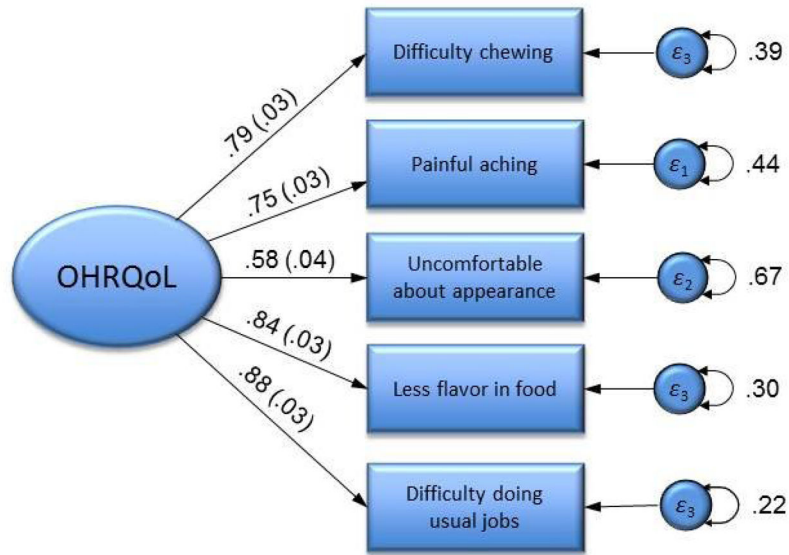 Difficulty chewing
ε3
.39
.79 (.03)
Painful aching
ε1
.44
.75 (.03)
OHRQoL
.58 (.04)
Uncomfortable
about appearance
ε2
.67
.84 (.03)
Less flavor in food
ε3
.30
.88 (.03)
Difficulty doing
usual jobs
ε3
.22